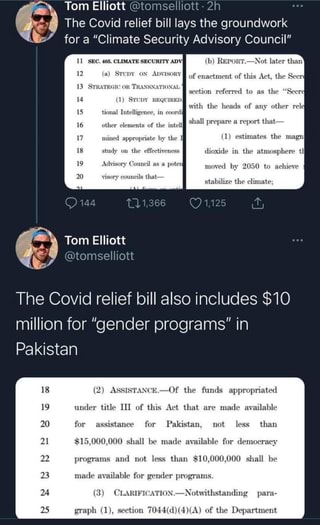 Tom Elliott @tomselliott · 2h
The Covid relief bill lays the groundwork
for a “Climate Security Advisory Council”
11 SEC. 405. CLIMATE SECURITY ADV
12 (a) STUDY ON ADVISORY
13 STRATEGIC OR TRANSNATIONAL
14 (1) STUDY REQUIRED
15 tional Intelligence, in coord
16 other elements of the intell
17 mined appropriate by the
18 study on the effectiveness
19 Advisory Council as a poten
20 visory councils that—
21
(b) REPORT.—Not later than
of enactment of this Act, the Secre
section referred to as the “Secre
with the heads of any other rele
shall prepare a report that—
(1) estimates the magn
dioxide in the atmosphere th
moved by 2050 to achieve
stabilize the climate;
144 1,366 1,125
Tom Elliott
@tomselliott
The Covid relief bill also includes $10
million for “gender programs” in
Pakistan
18 (2) ASSISTANCE.—Of the funds appropriated
19 under title III of this Act that are made available
20 for assistance for Pakistan, not less than
21 $15,000,000 shall be made available for democracy
22 programs and not less than $10,000,000 shall be
23 made available for gender programs.
24 (3) CLARIFICATION.—Notwithstanding para-
25 graph (1), section 7044(d)(4)(A) of the Department